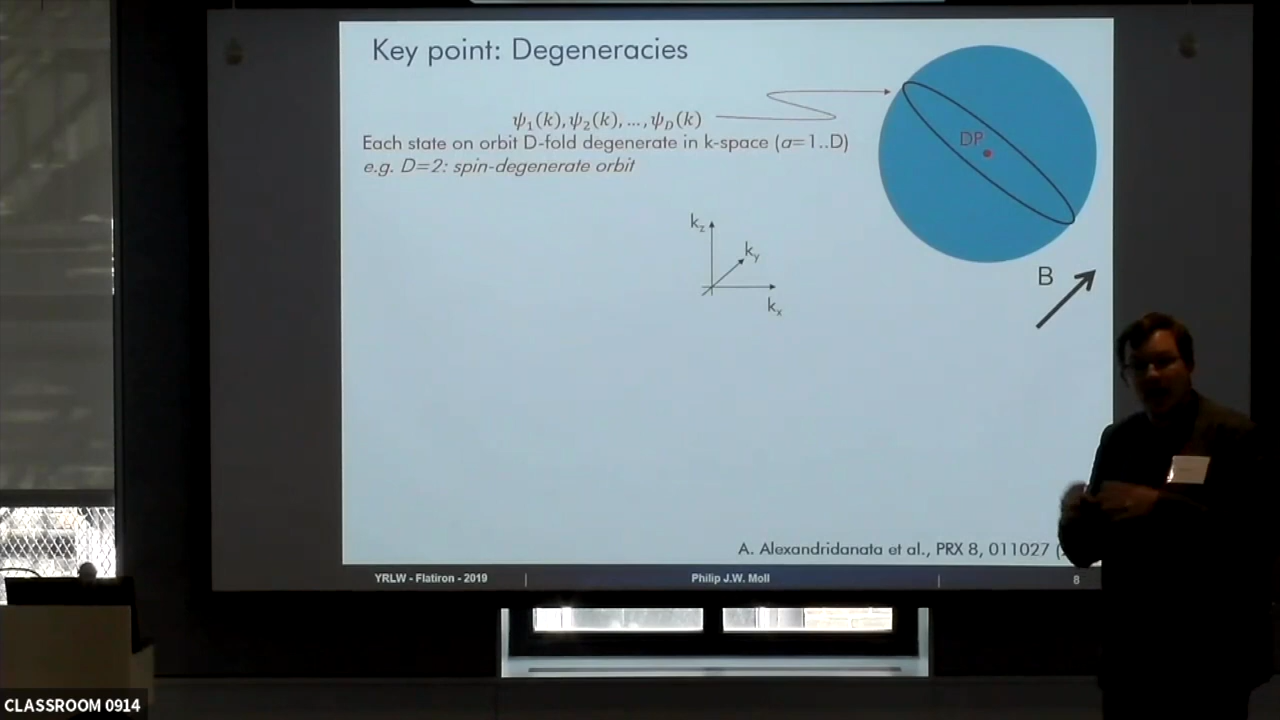 Key point: Degeneracies
ψ₁(k), ψ₂(k), ..., ψ_D(k)
Each state on orbit D-fold degenerate in k-space (α=1..D)
e.g. D=2: spin-degenerate orbit
DP
k_z
k_y
k_x
B
A. Alexandridanata et al., PRX 8, 011027
YRLW - Flatiron - 2019
Philip J.W. Moll
8
CLASSROOM 0914